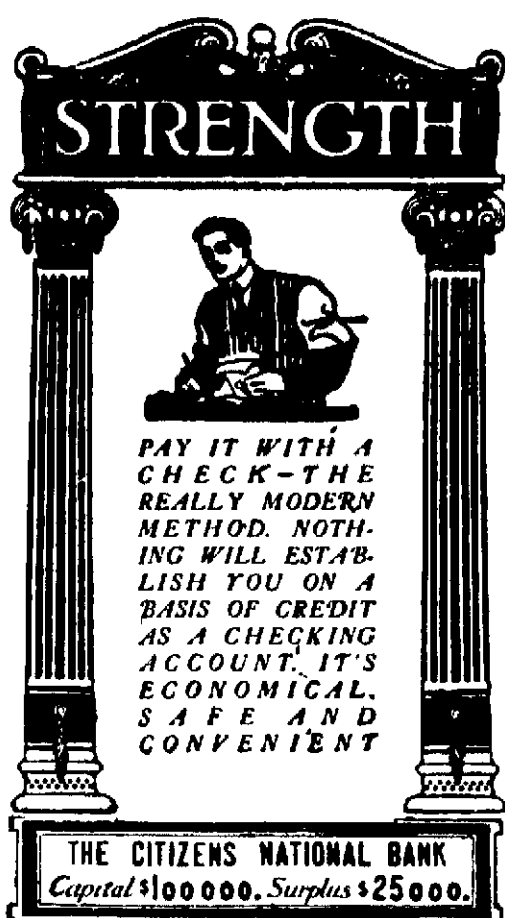 STRENGTH
PAY IT WITH A
CHECK-THE
REALLY MODERN
METHOD. NOTH-
ING WILL ESTAB-
LISH YOU ON A
BASIS OF CREDIT
AS A CHECKING
ACCOUNT. IT'S
ECONOMICAL,
SAFE AND
CONVENIENT
THE CITIZENS NATIONAL BANK
Capital $100000. Surplus $25000.